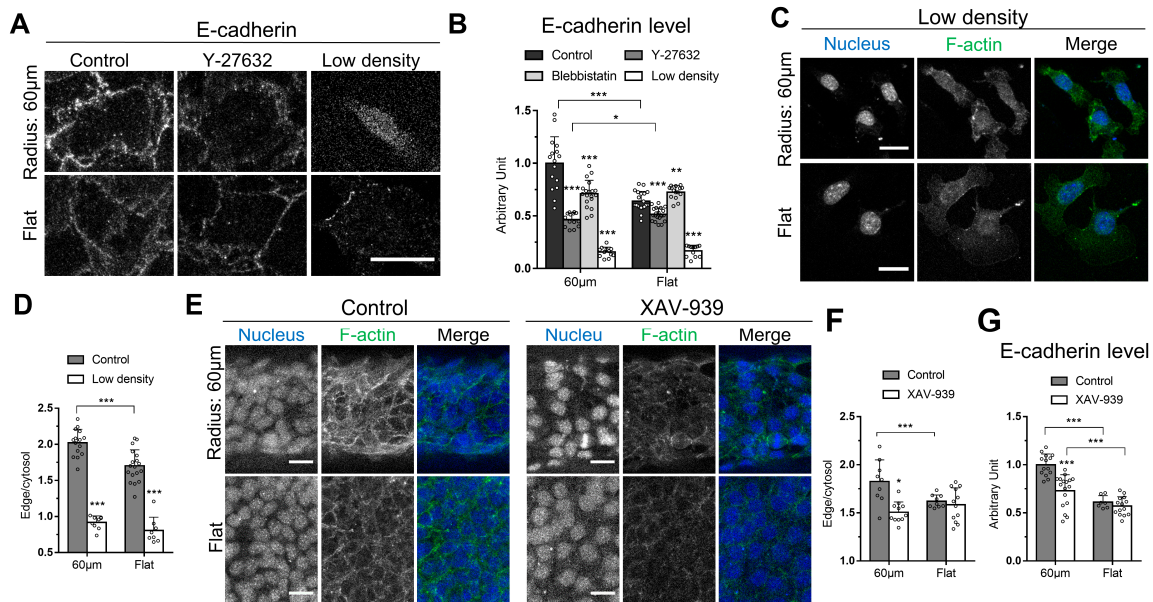 A
E-cadherin
Control
Y-27632
Low density
Radius: 60µm
Flat
B
E-cadherin level
Control
Y-27632
Blebbistatin
Low density
Arbitrary Unit
1.5
1.0
0.5
0.0
***
*
***
***
***
***
**
***
60µm
Flat
C
Low density
Nucleus
F-actin
Merge
Radius: 60µm
Flat
D
Control
Low density
Edge/cytosol
2.5
2.0
1.5
1.0
0.5
***
***
***
60µm
Flat
E
Control
XAV-939
Nucleus
F-actin
Merge
Nucleu
F-actin
Merge
Radius: 60µm
Flat
F
Control
XAV-939
Edge/cytosol
2.5
2.0
1.5
1.0
***
*
60µm
Flat
G
E-cadherin level
Control
XAV-939
Arbitrary Unit
1.5
1.0
0.5
0.0
***
***
***
60µm
Flat